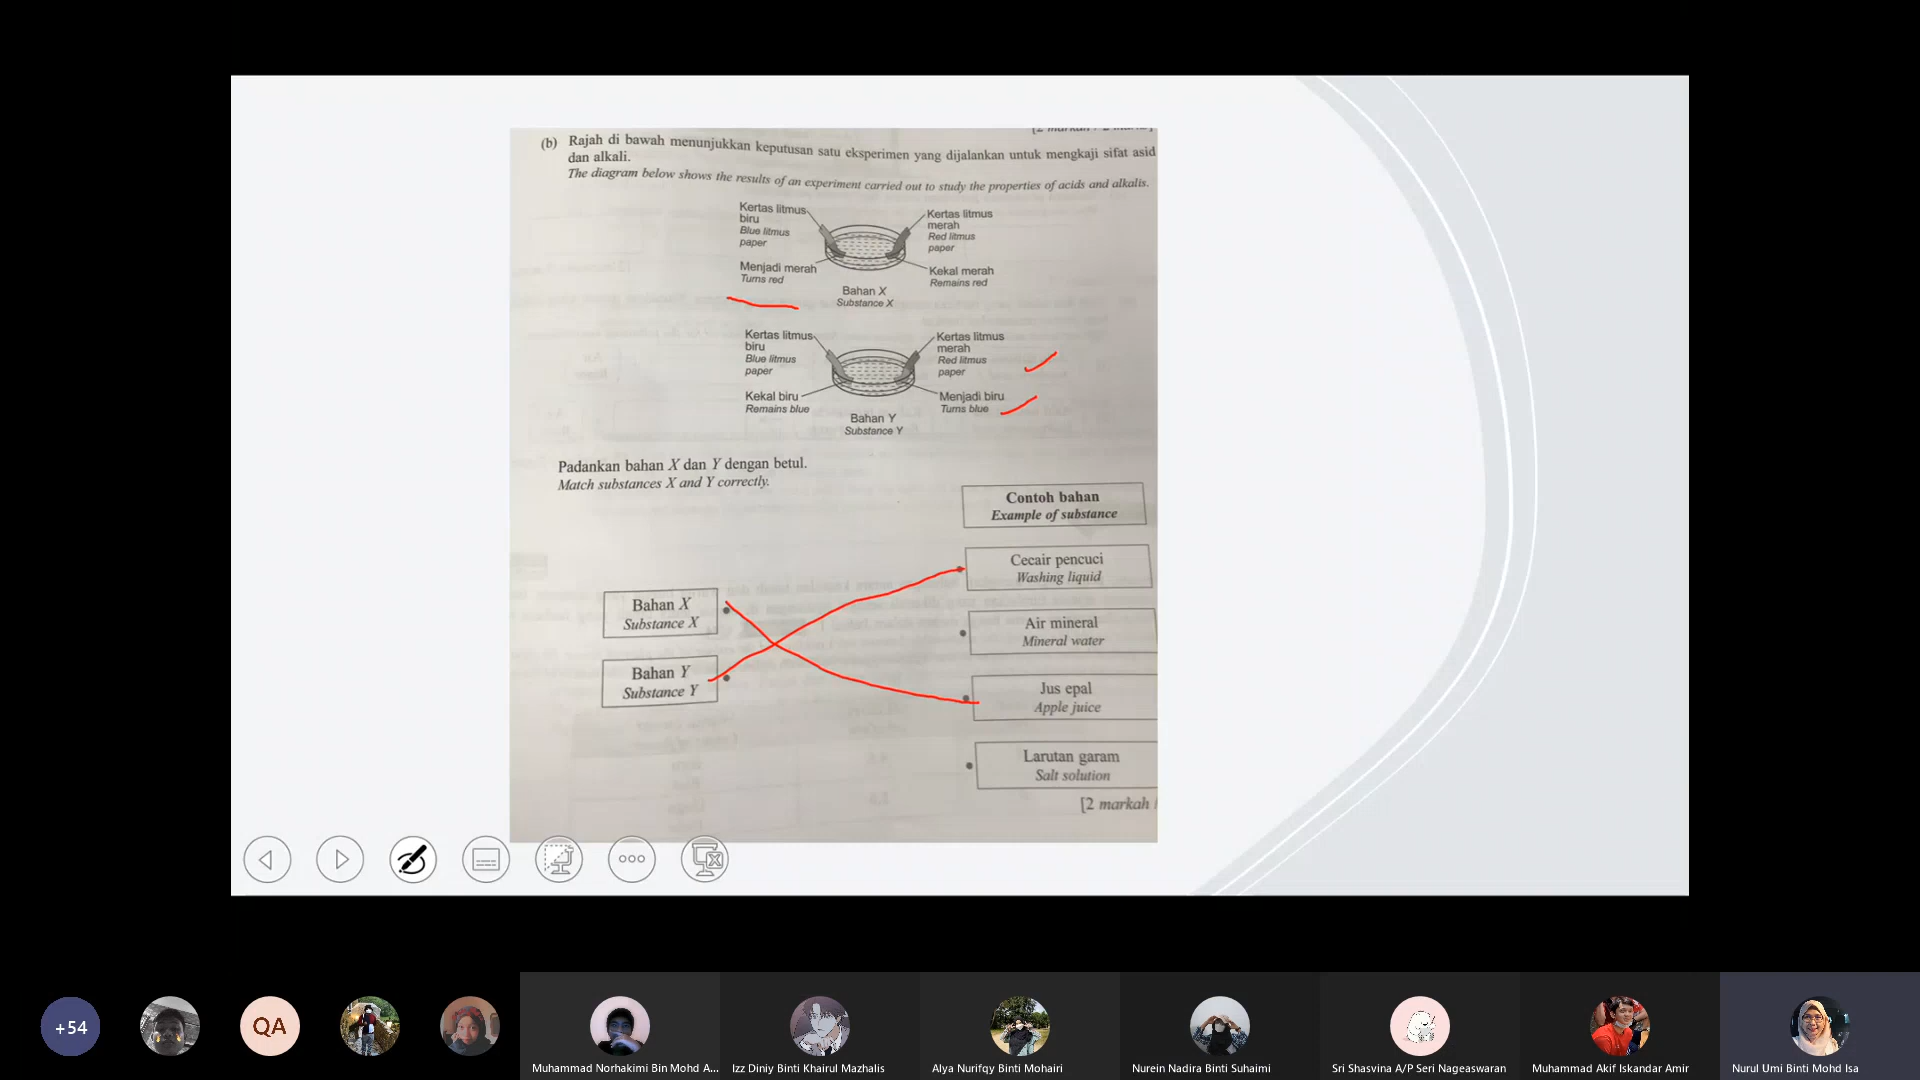 (b) Rajah di bawah menunjukkan keputusan satu eksperimen yang dijalankan untuk mengkaji sifat asid
dan alkali.
The diagram below shows the results of an experiment carried out to study the properties of acids and alkalis.
Kertas litmus
biru
Blue litmus
paper
Menjadi merah
Turns red
Kertas litmus
merah
Red litmus
paper
Kekal merah
Remains red
Bahan X
Substance X
Kertas litmus
biru
Blue litmus
paper
Kekal biru
Remains blue
Kertas litmus
merah
Red litmus
paper
Menjadi biru
Turns blue
Bahan Y
Substance Y
Padankan bahan X dan Y dengan betul.
Match substances X and Y correctly.
Contoh bahan
Example of substance
Bahan X
Substance X
Bahan Y
Substance Y
Cecair pencuci
Washing liquid
Air mineral
Mineral water
Jus epal
Apple juice
Larutan garam
Salt solution
[2 markah /
+54
QA
Muhammad Norhakimi Bin Mohd A...
Izz Diniy Binti Khairul Mazhalis
Alya Nurifqy Binti Mohairi
Nurein Nadira Binti Suhaimi
Sri Shasvina A/P Seri Nageaswaran
Muhammad Akif Iskandar Amir
Nurul Umi Binti Mohd Isa